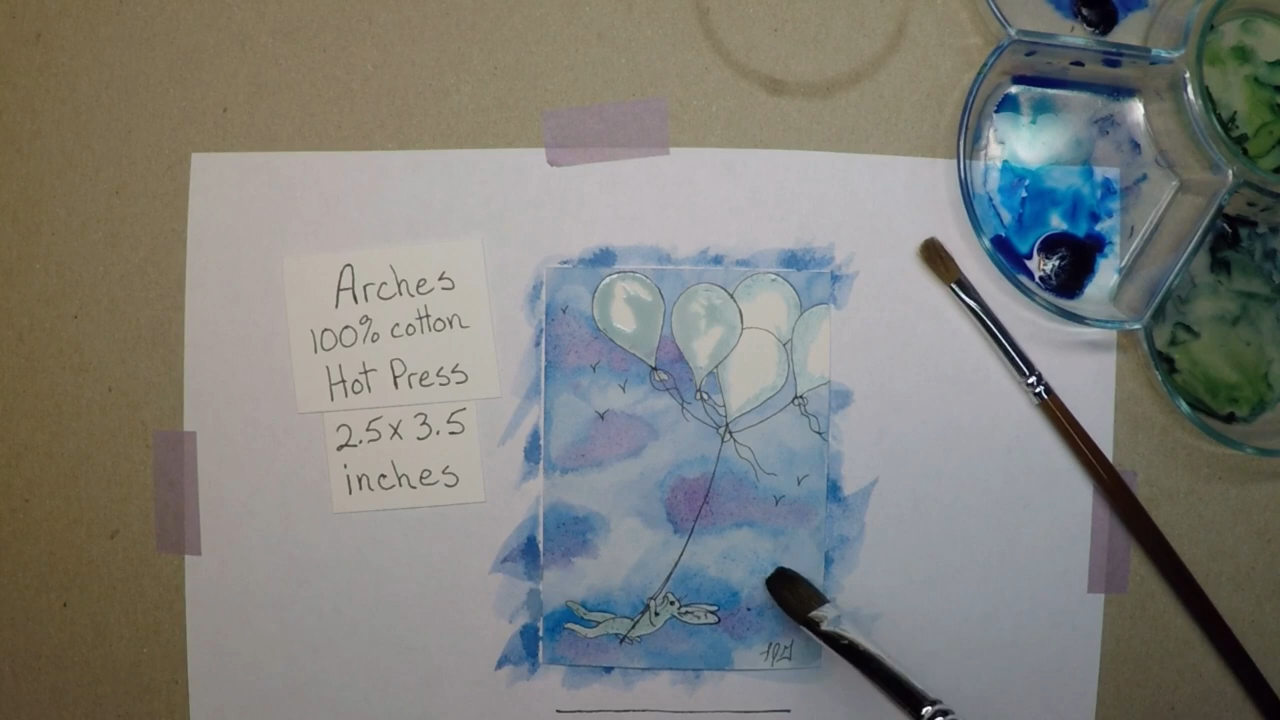 Arches
100% cotton
Hot Press
2.5 x 3.5
inches